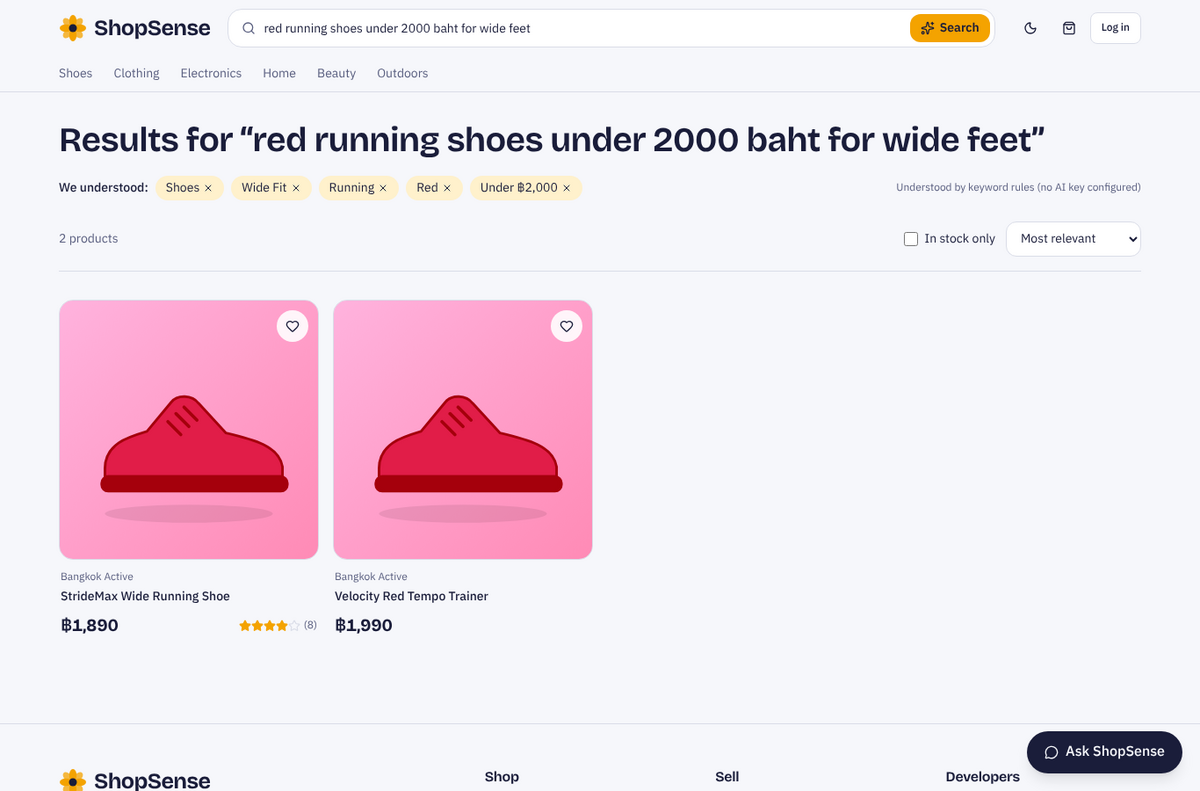 ShopSense
red running shoes under 2000 baht for wide feet
Search
Log in
Shoes Clothing Electronics Home Beauty Outdoors
Results for “red running shoes under 2000 baht for wide feet”
We understood: Shoes × Wide Fit × Running × Red × Under ฿2,000 ×
Understood by keyword rules (no AI key configured)
2 products
In stock only
Most relevant
Bangkok Active
StrideMax Wide Running Shoe
฿1,890
(8)
Bangkok Active
Velocity Red Tempo Trainer
฿1,990
Ask ShopSense
ShopSense
Shop
Sell
Developers